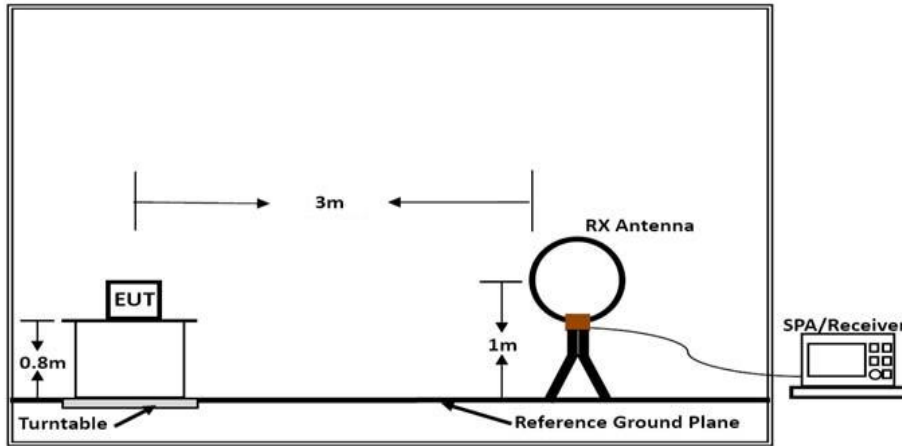 3m
RX Antenna
EUT
SPA/Receiver
0.8m
1m
Turntable
Reference Ground Plane